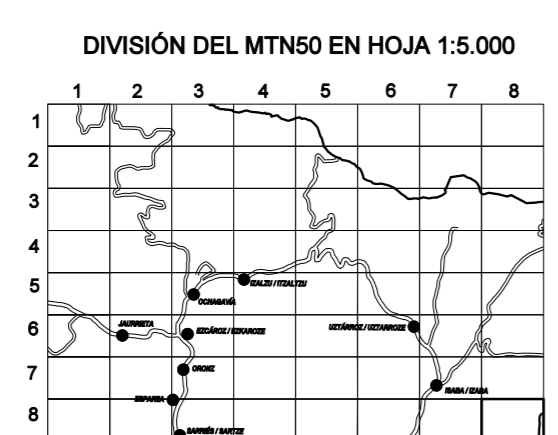 DIVISIÓN DEL MTN50 EN HOJA 1:5.000
1 2 3 4 5 6 7 8
1
2
3
4
5
IZALZU / ITZALTZU
OCHAGAVÍA
6
JAURRIETA
EZCÁROZ / EZKAROZE
UZTÁRROZ / UZTARROZE
7
ORONZ
ISABA / IZABA
ESPARZA
8
SARRIÉS / SARTZE